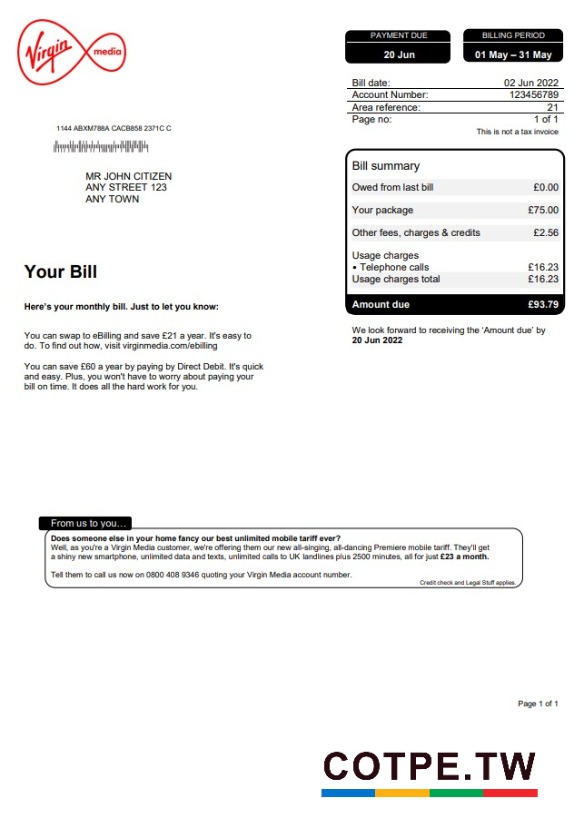 Virgin media
PAYMENT DUE
20 Jun
BILLING PERIOD
01 May – 31 May
Bill date: 02 Jun 2022
Account Number: 123456789
Area reference: 21
Page no: 1 of 1
This is not a tax invoice
1144 ABXM788A CACB858 2371C C
MR JOHN CITIZEN
ANY STREET 123
ANY TOWN
Bill summary
Owed from last bill £0.00
Your package £75.00
Other fees, charges & credits £2.56
Usage charges
• Telephone calls £16.23
Usage charges total £16.23
Amount due £93.79
We look forward to receiving the ‘Amount due’ by
20 Jun 2022
Your Bill
Here’s your monthly bill. Just to let you know:
You can swap to eBilling and save £21 a year. It's easy to
do. To find out how, visit virginmedia.com/ebilling
You can save £60 a year by paying by Direct Debit. It's quick
and easy. Plus, you won't have to worry about paying your
bill on time. It does all the hard work for you.
From us to you…
Does someone else in your home fancy our best unlimited mobile tariff ever?
Well, as you're a Virgin Media customer, we're offering them our new all-singing, all-dancing Premiere mobile tariff. They'll get
a shiny new smartphone, unlimited data and texts, unlimited calls to UK landlines plus 2500 minutes, all for just £23 a month.
Tell them to call us now on 0800 408 9346 quoting your Virgin Media account number.
Credit check and Legal Stuff applies.
Page 1 of 1
COTPE.TW